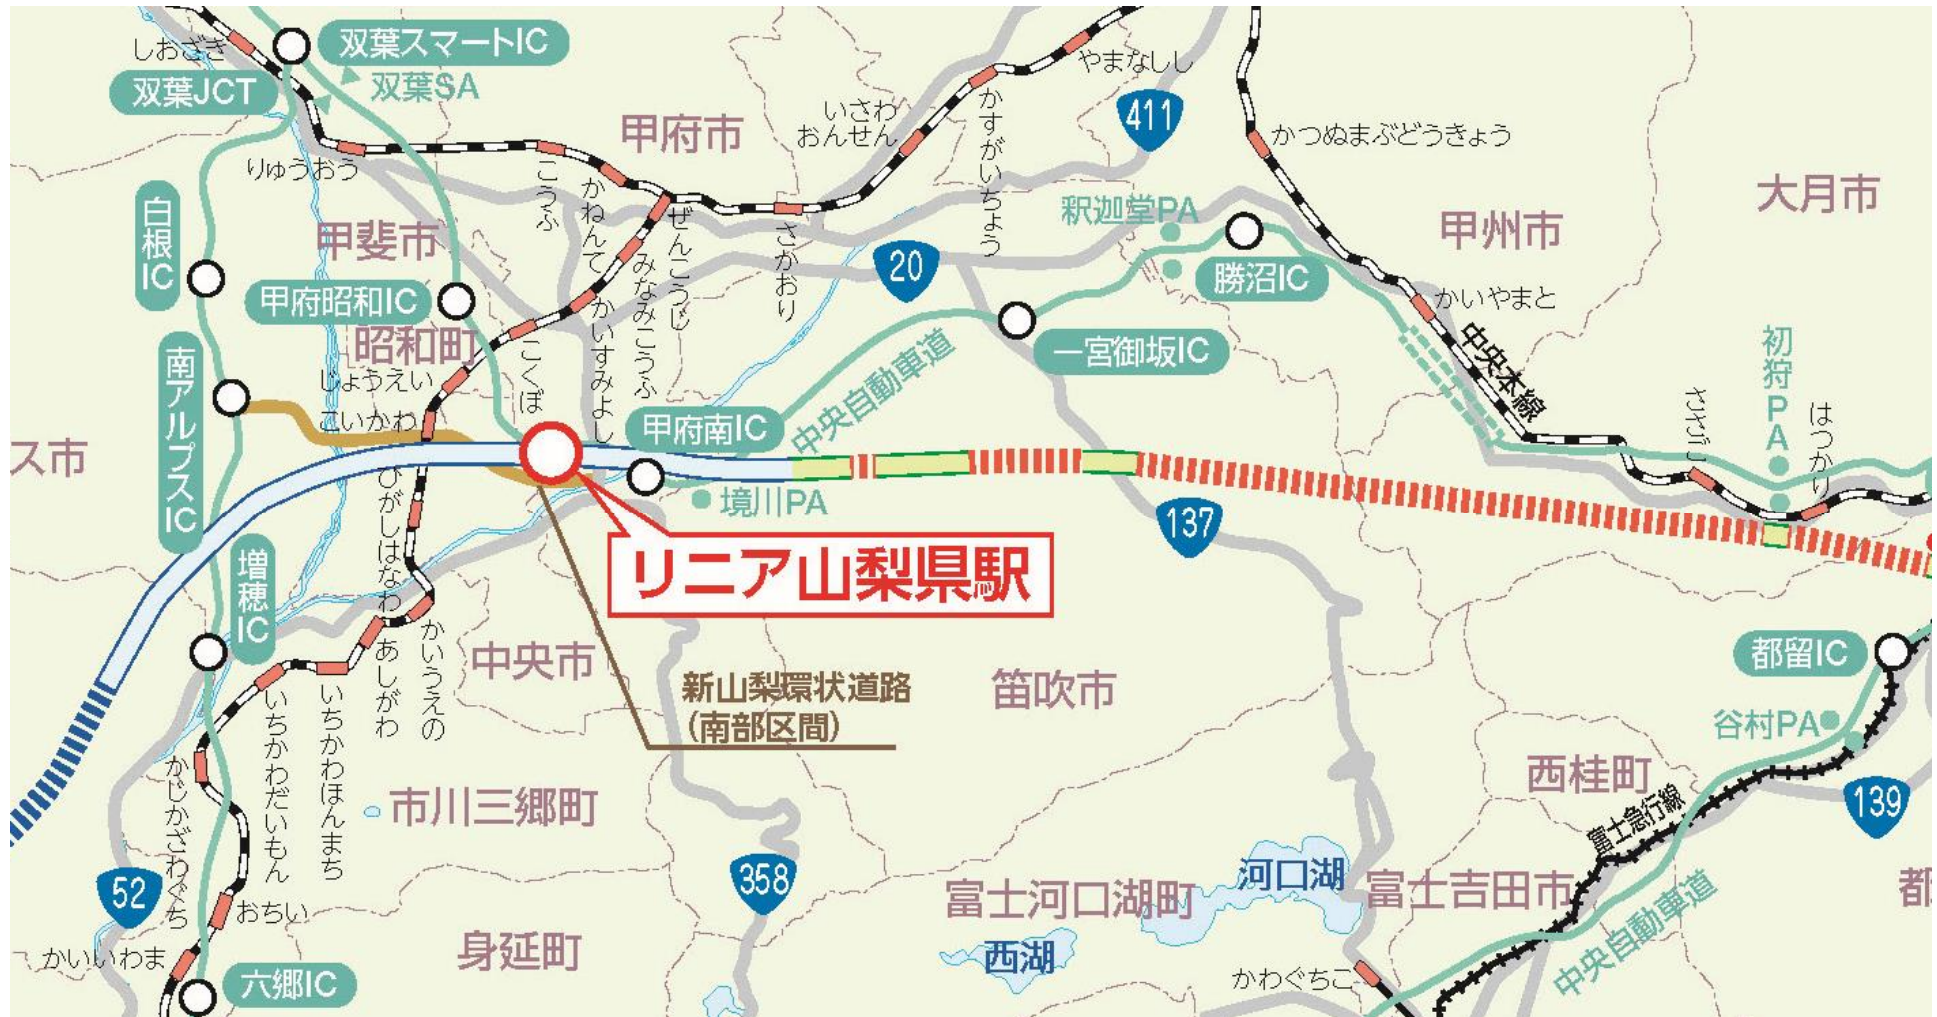 しおざき
双葉スマートIC
双葉JCT
双葉SA
やまなしし
甲府市
いさわ
おんせん
かすがいちょう
411
かつぬまぶどうきょう
りゅうおう
こうふ
かねんて
ぜんこうじ
さかおり
大月市
白根IC
甲斐市
釈迦堂PA
甲州市
20
勝沼IC
みなみこうふ
甲府昭和IC
かいすみよし
かいやまと
昭和町
こくぼ
一宮御坂IC
中央本線
初狩PA
南アルプスIC
じょうえい
中央自動車道
こいかわ
甲府南IC
ささご
はつかり
ス市
ひがしはなわ
境川PA
137
リニア山梨県駅
増穂IC
かいうえの
あしがわ
中央市
都留IC
新山梨環状道路
(南部区間)
笛吹市
いちかわほんまち
いちかわだいもん
谷村PA
かじかざわぐち
西桂町
市川三郷町
富士急行線
139
52
358
河口湖
富士河口湖町
富士吉田市
都
おちい
中央自動車道
身延町
西湖
かいいわま
六郷IC
かわぐちこ